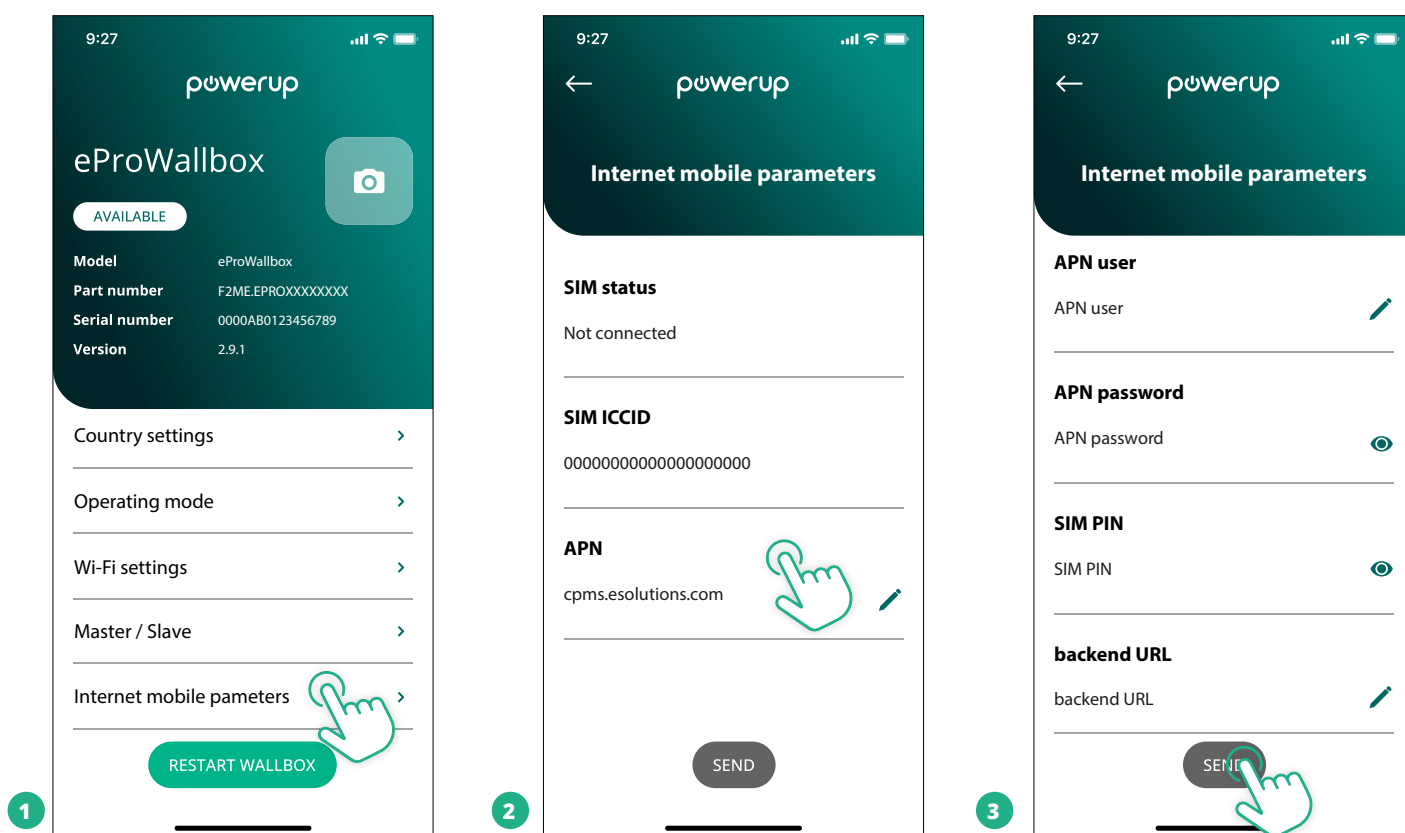 9:27
powerup
eProWallbox
AVAILABLE
Model eProWallbox
Part number F2ME.EPROXXXXXXXX
Serial number 0000AB0123456789
Version 2.9.1
Country settings
Operating mode
Wi-Fi settings
Master / Slave
Internet mobile pameters
RESTART WALLBOX
1
9:27
powerup
Internet mobile parameters
SIM status
Not connected
SIM ICCID
00000000000000000000
APN
cpms.esolutions.com
SEND
2
9:27
powerup
Internet mobile parameters
APN user
APN user
APN password
APN password
SIM PIN
SIM PIN
backend URL
backend URL
SEND
3